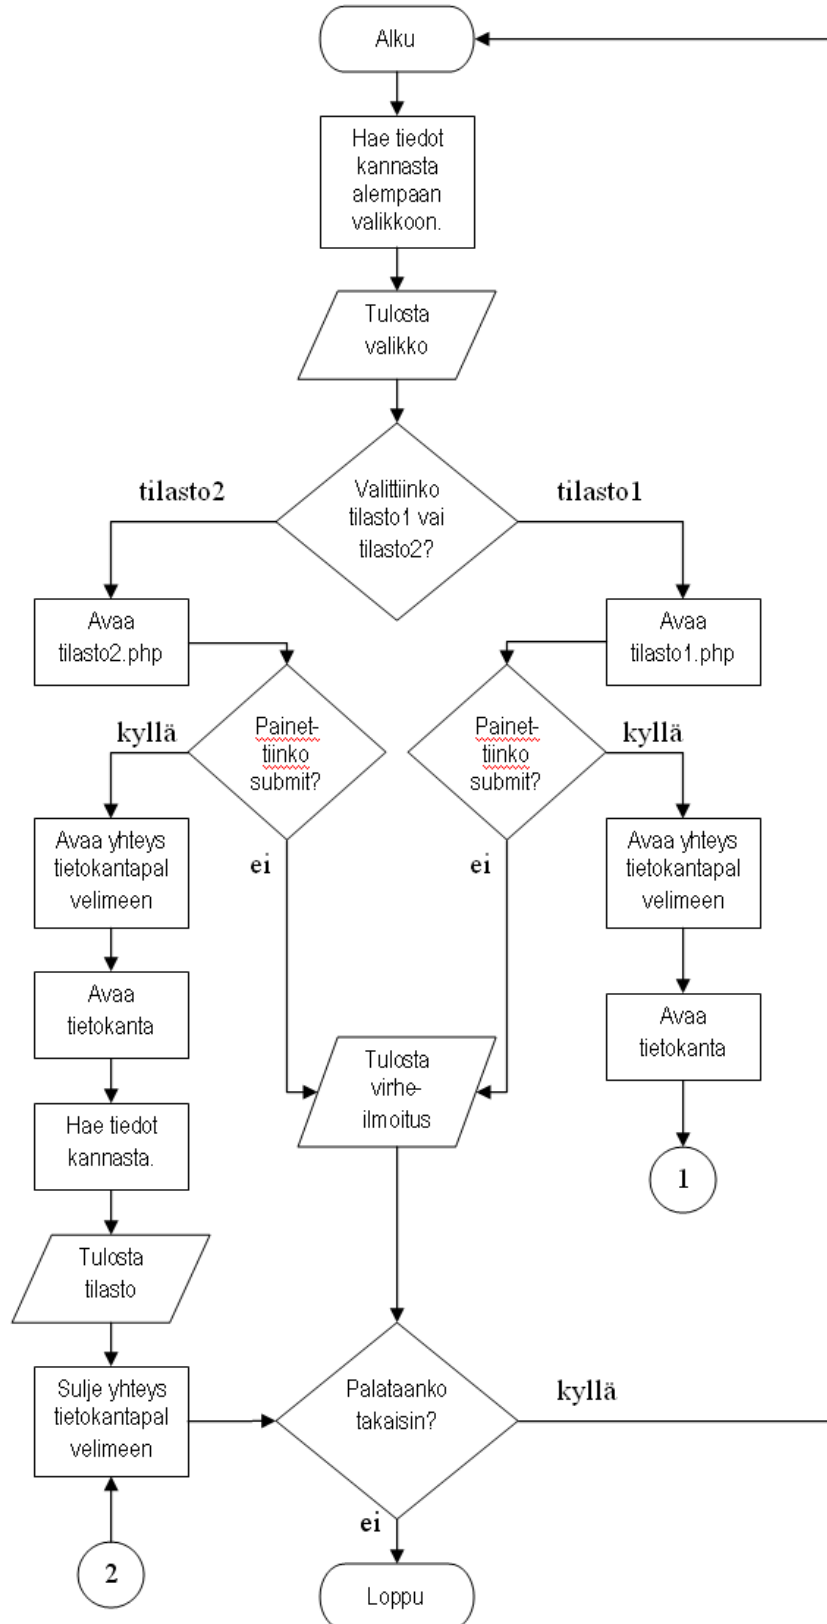 Alku
Hae tiedot
kannasta
alempaan
valikkoon.
Tulosta
valikko
Valittiinko
tilasto1 vai
tilasto2?
tilasto2
tilasto1
Avaa
tilasto2.php
Avaa
tilasto1.php
Painet-
tiinko
submit?
kyllä
ei
Painet-
tiinko
submit?
kyllä
ei
Avaa yhteys
tietokantapal
velimeen
Avaa yhteys
tietokantapal
velimeen
Avaa
tietokanta
Avaa
tietokanta
Tulosta
virhe-
ilmoitus
Hae tiedot
kannasta.
1
Tulosta
tilasto
Sulje yhteys
tietokantapal
velimeen
Palataanko
takaisin?
kyllä
ei
2
Loppu